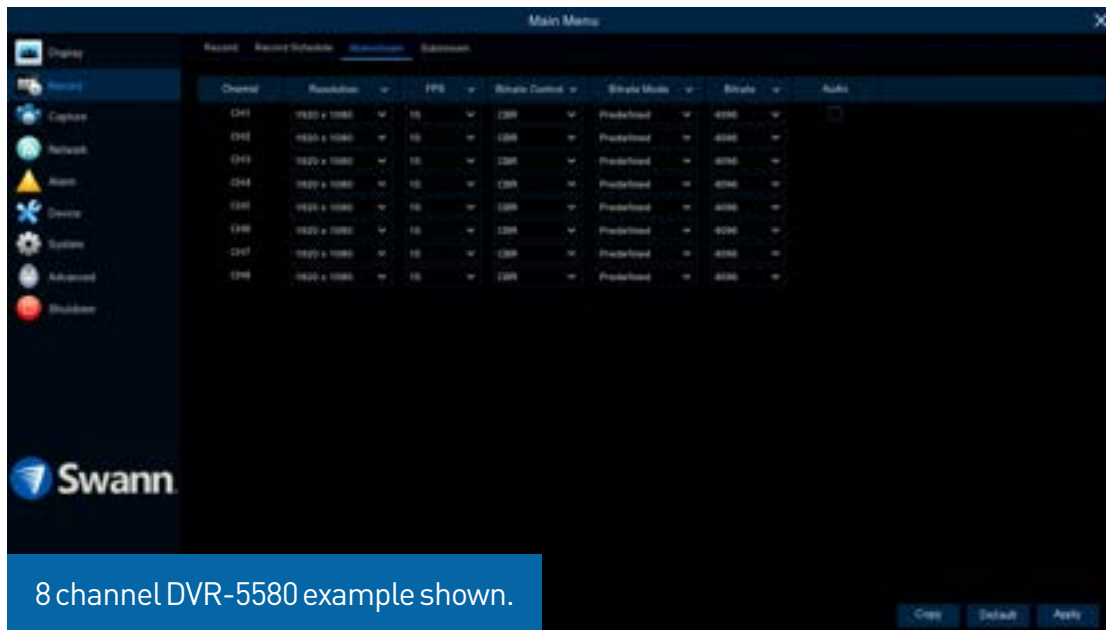 Main Menu
Display
Record
Capture
Network
Alarm
Device
System
Advanced
Shutdown
Record Record Schedule Mainstream Substream
Channel Resolution FPS Bitrate Control Bitrate Mode Bitrate Audio
CH1 1920 x 1080 15 CBR Predefined 4096
CH2 1920 x 1080 15 CBR Predefined 4096
CH3 1920 x 1080 15 CBR Predefined 4096
CH4 1920 x 1080 15 CBR Predefined 4096
CH5 1920 x 1080 15 CBR Predefined 4096
CH6 1920 x 1080 15 CBR Predefined 4096
CH7 1920 x 1080 15 CBR Predefined 4096
CH8 1920 x 1080 15 CBR Predefined 4096
Swann
8 channel DVR-5580 example shown.
Copy Default Apply